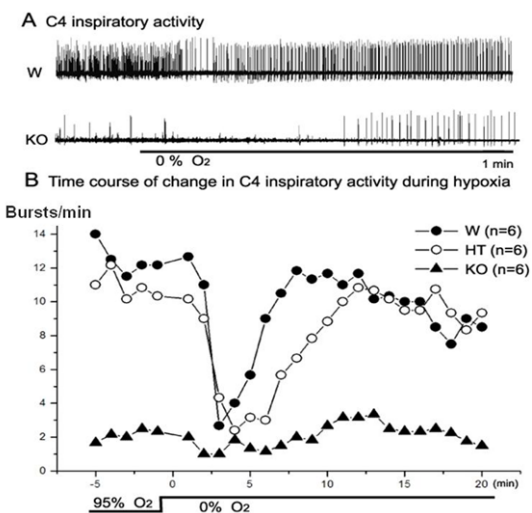 A C4 inspiratory activity
W
KO
0 % O2
1 min
B Time course of change in C4 inspiratory activity during hypoxia
Bursts/min
W (n=6)
HT (n=6)
KO (n=6)
14
12
10
8
6
4
2
0
-5 0 5 10 15 20 (min)
95% O2 0% O2